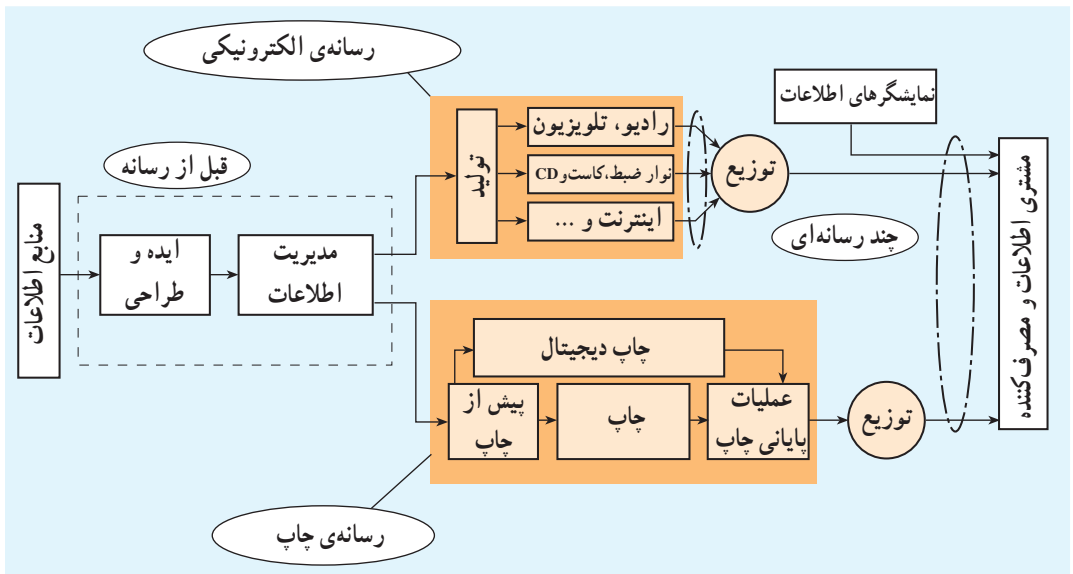 رسانه‌ی الکترونیکی
قبل از رسانه
منابع اطلاعات
ایده و
طراحی
مدیریت
اطلاعات
تولید
رادیو، تلویزیون
نوار ضبط،کاست و CD
اینترنت و ...
توزیع
نمایشگرهای اطلاعات
چند رسانه‌ای
مشتری اطلاعات و مصرف‌کننده
چاپ دیجیتال
پیش از
چاپ
چاپ
عملیات
پایانی چاپ
توزیع
رسانه‌ی چاپ